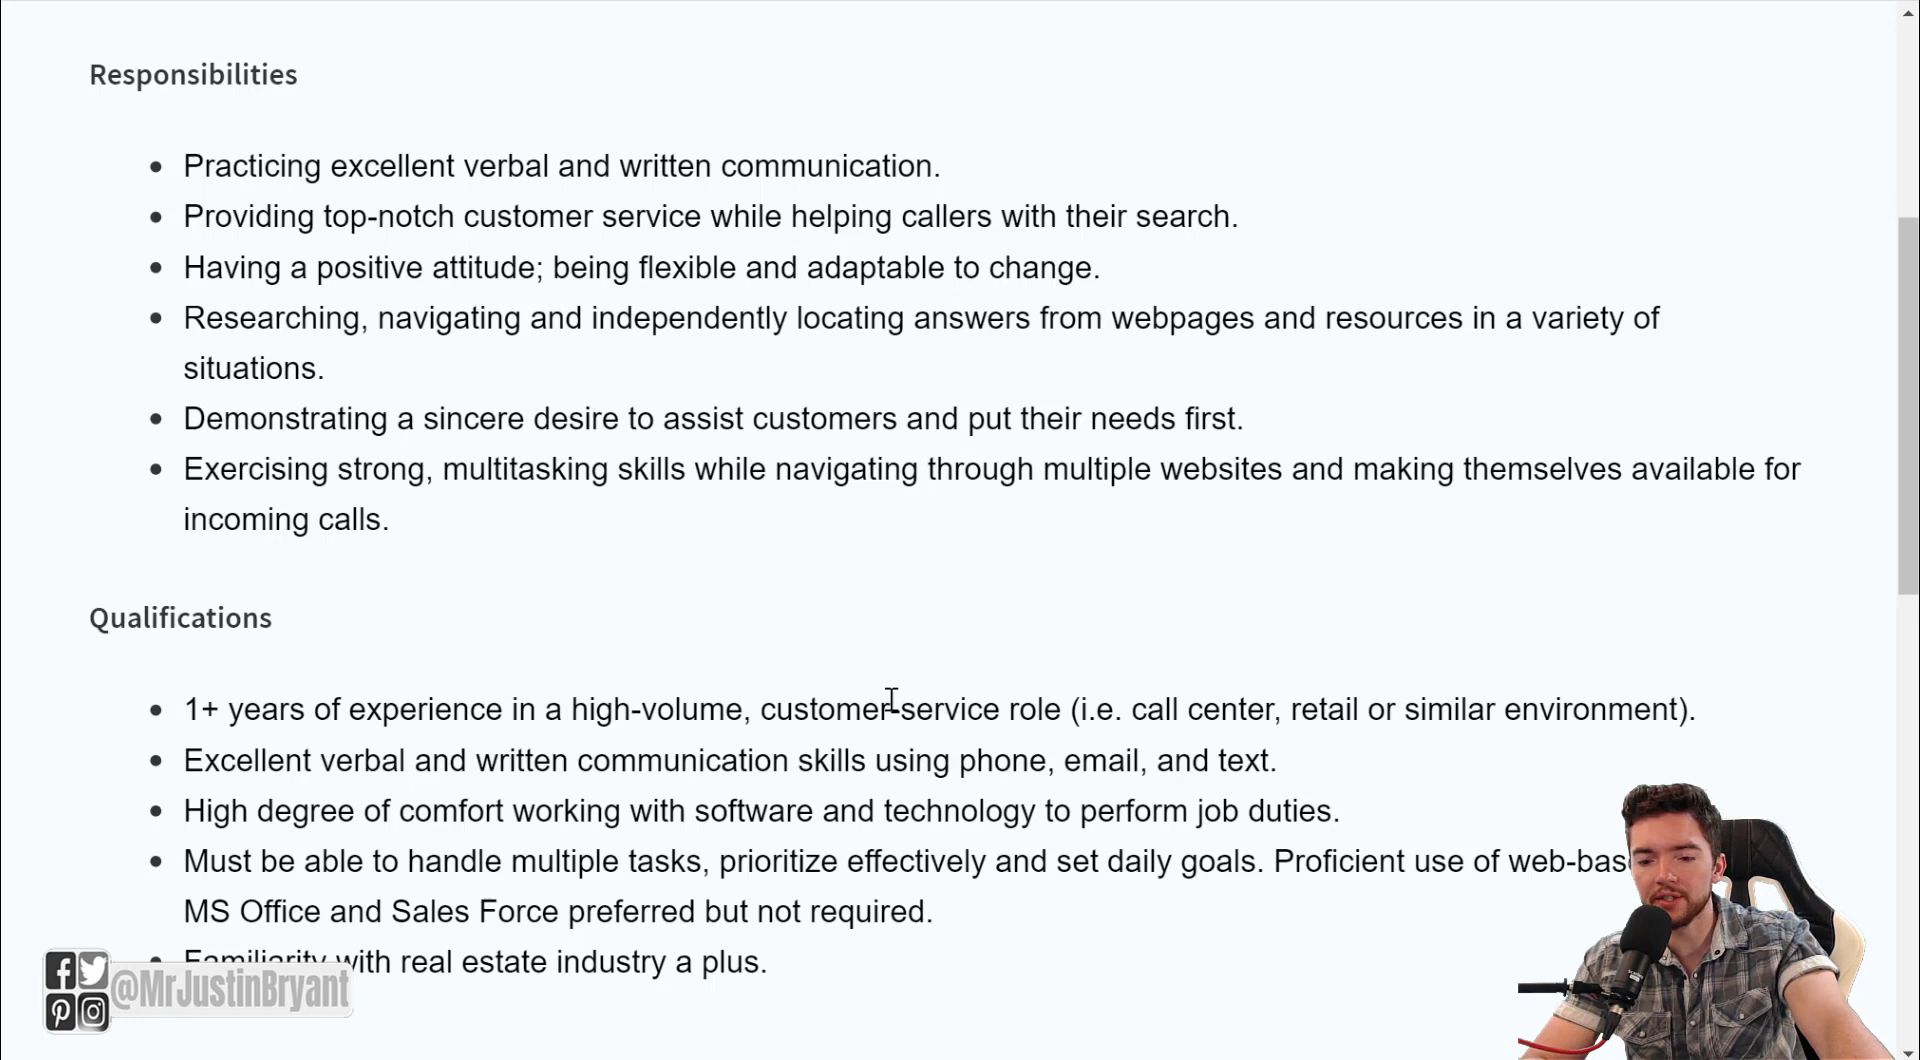 Responsibilities
Practicing excellent verbal and written communication.
Providing top-notch customer service while helping callers with their search.
Having a positive attitude; being flexible and adaptable to change.
Researching, navigating and independently locating answers from webpages and resources in a variety of
situations.
Demonstrating a sincere desire to assist customers and put their needs first.
Exercising strong, multitasking skills while navigating through multiple websites and making themselves available for
incoming calls.
Qualifications
1+ years of experience in a high-volume, customer-service role (i.e. call center, retail or similar environment).
Excellent verbal and written communication skills using phone, email, and text.
High degree of comfort working with software and technology to perform job duties.
Must be able to handle multiple tasks, prioritize effectively and set daily goals. Proficient use of
MS Office and Sales Force preferred but not required.
Familiarity with real estate industry a plus.
@MrJustinBryant